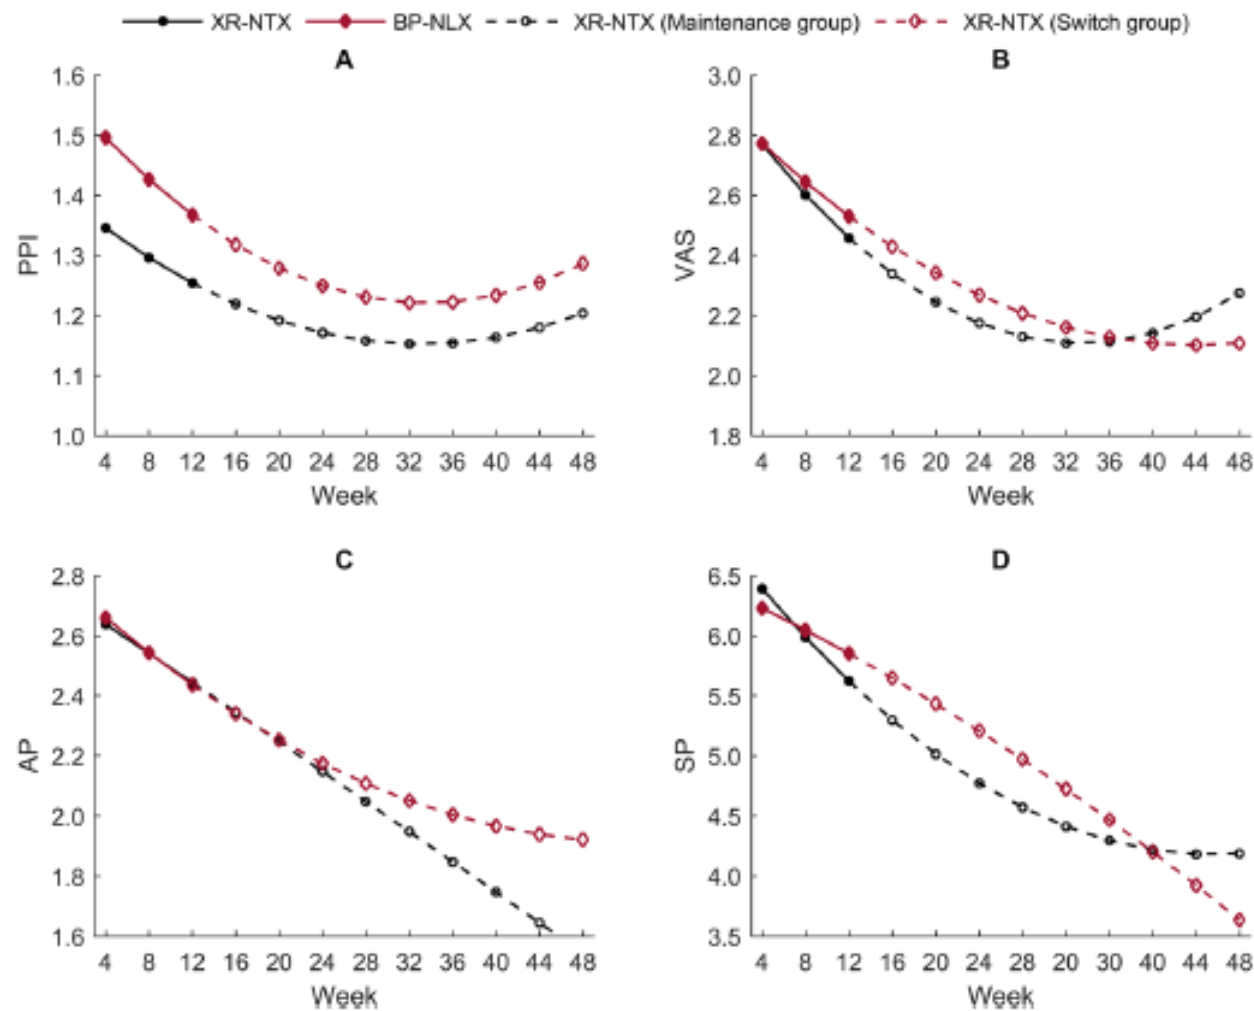 XR-NTX BP-NLX XR-NTX (Maintenance group) XR-NTX (Switch group)
A
1.6
1.5
1.4
1.3
1.2
1.1
1.0
PPI
4 8 12 16 20 24 28 32 36 40 44 48
Week
B
3.0
2.8
2.6
2.4
2.2
2.0
1.8
VAS
4 8 12 16 20 24 28 20 36 40 44 48
Week
C
2.8
2.6
2.4
2.2
2.0
1.8
1.6
AP
4 8 12 16 20 24 28 32 36 40 44 48
Week
D
6.5
6.0
5.5
5.0
4.5
4.0
3.5
SP
4 8 12 16 20 24 28 20 30 40 44 48
Week